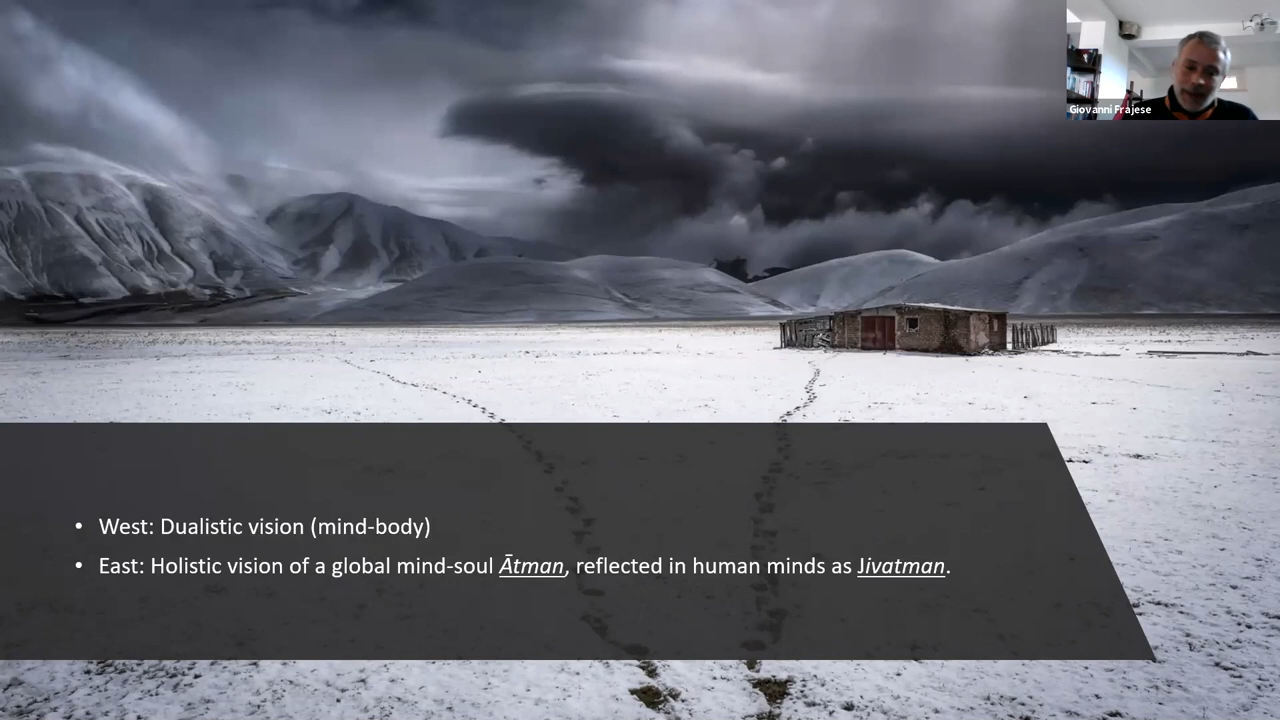 Giovanni Frajese
• West: Dualistic vision (mind-body)
• East: Holistic vision of a global mind-soul Ātman, reflected in human minds as Jivatman.